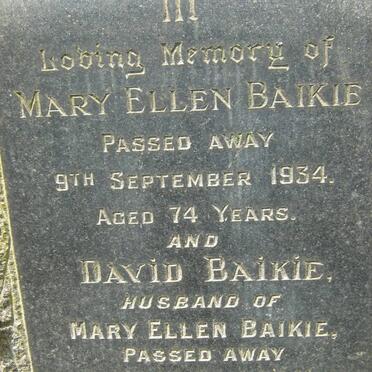 In
Loving Memory of
MARY ELLEN BAIKIE
PASSED AWAY
9TH SEPTEMBER 1934.
AGED 74 YEARS.
AND
DAVID BAIKIE,
HUSBAND OF
MARY ELLEN BAIKIE,
PASSED AWAY